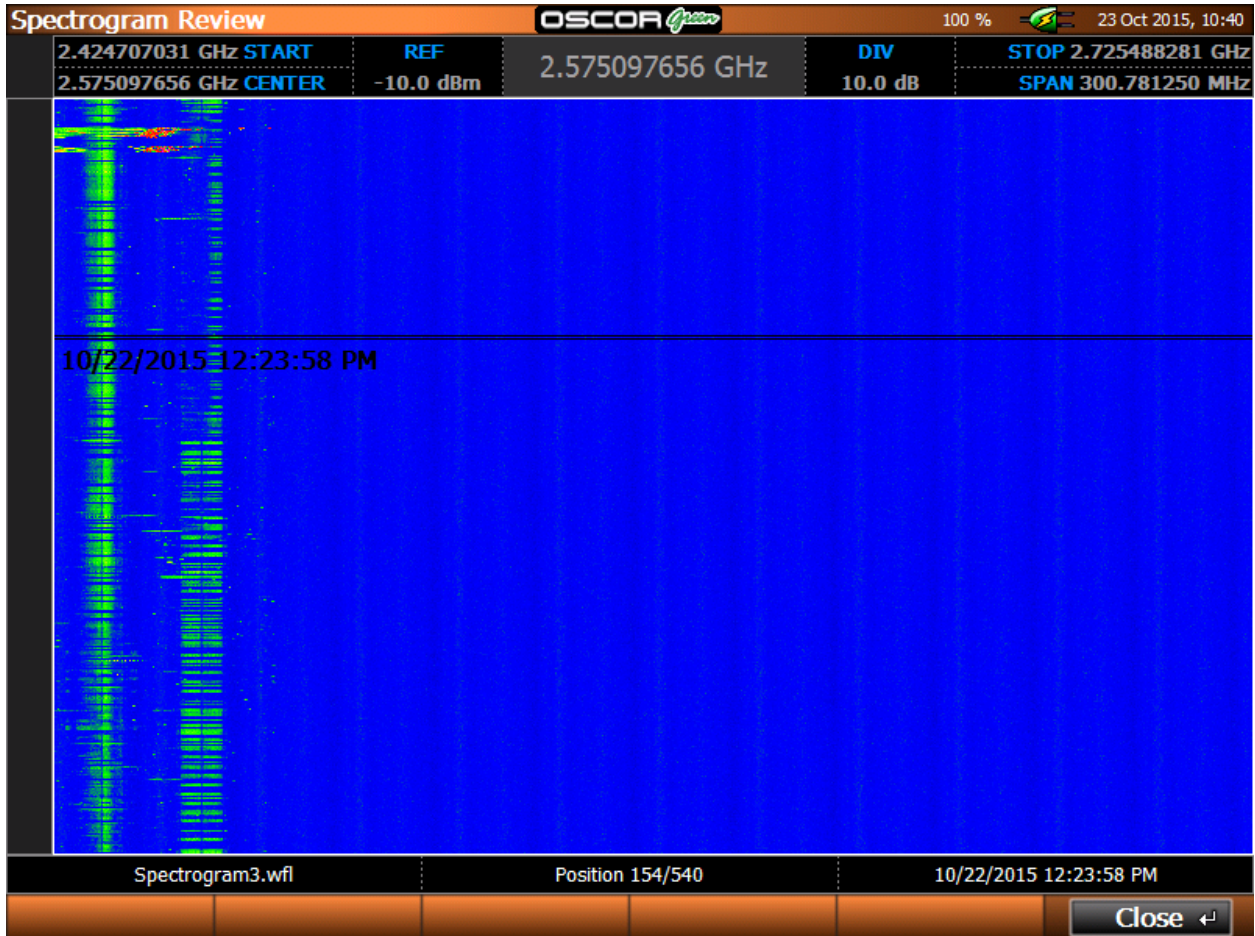 Spectrogram Review OSCOR Green 100 % 23 Oct 2015, 10:40
2.424707031 GHz START REF 2.575097656 GHz DIV STOP 2.725488281 GHz
2.575097656 GHz CENTER -10.0 dBm 10.0 dB SPAN 300.781250 MHz
10/22/2015 12:23:58 PM
Spectrogram3.wfl Position 154/540 10/22/2015 12:23:58 PM
Close ↵